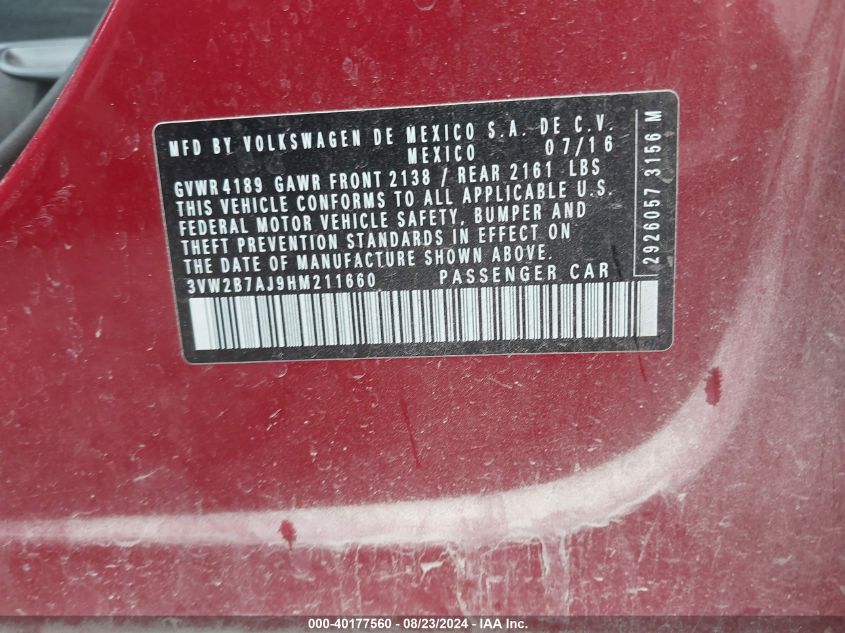 MFD BY VOLKSWAGEN DE MEXICO S.A. DE C.V.
MEXICO 07/16
GVWR 4189 GAWR FRONT 2138 / REAR 2161 LBS
THIS VEHICLE CONFORMS TO ALL APPLICABLE U.S.
FEDERAL MOTOR VEHICLE SAFETY, BUMPER AND
THEFT PREVENTION STANDARDS IN EFFECT ON
THE DATE OF MANUFACTURE SHOWN ABOVE.
3VW2B7AJ9HM211660 PASSENGER CAR
2926057 3156 M
000-40177560 - 08/23/2024 - IAA Inc.